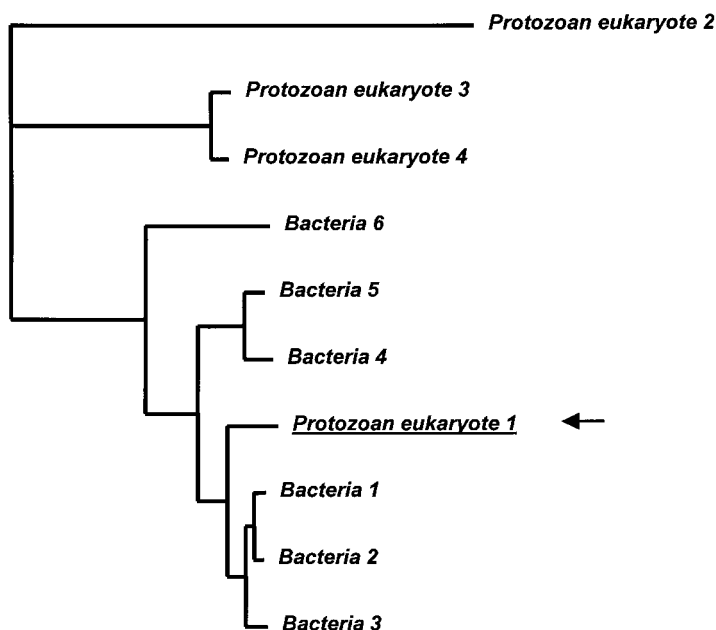 Protozoan eukaryote 2
Protozoan eukaryote 3
Protozoan eukaryote 4
Bacteria 6
Bacteria 5
Bacteria 4
Protozoan eukaryote 1
Bacteria 1
Bacteria 2
Bacteria 3